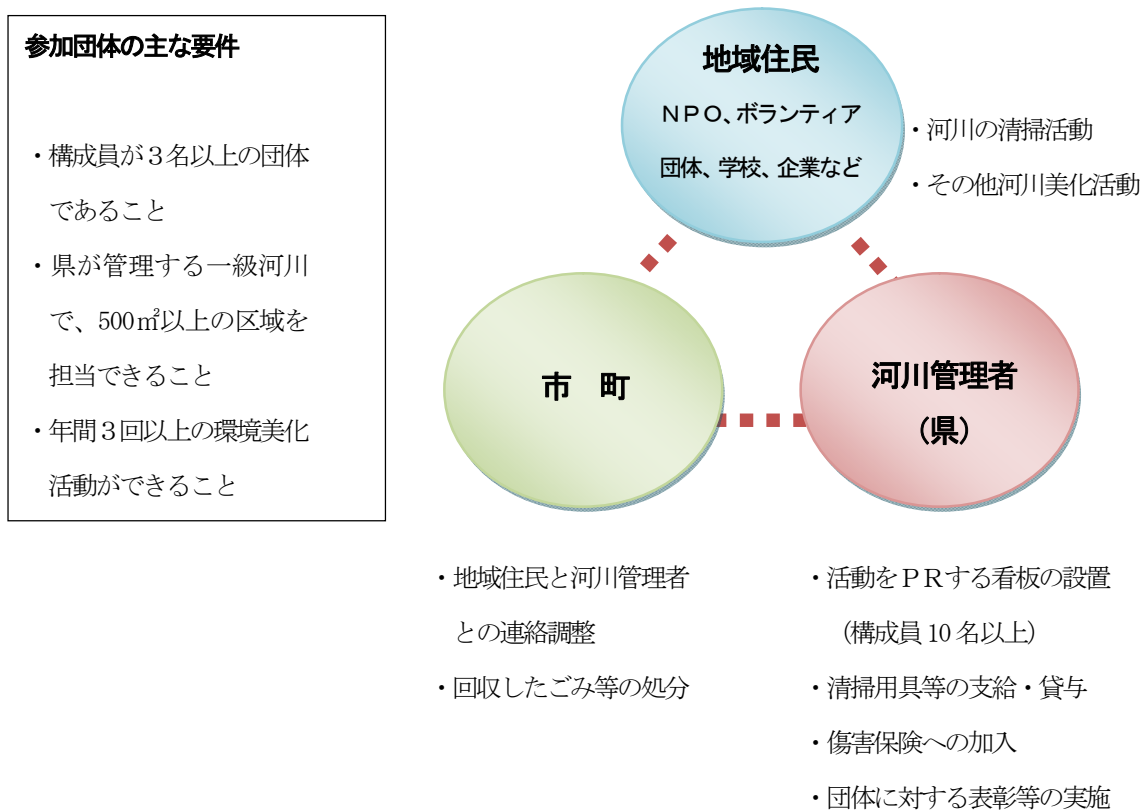 参加団体の主な要件
・構成員が３名以上の団体
であること
・県が管理する一級河川
で、500㎡以上の区域を
担当できること
・年間３回以上の環境美化
活動ができること
地域住民
ＮＰＯ、ボランティア
団体、学校、企業など
・河川の清掃活動
・その他河川美化活動
市　町
河川管理者
（県）
・地域住民と河川管理者
との連絡調整
・回収したごみ等の処分
・活動をＰＲする看板の設置
（構成員 10 名以上）
・清掃用具等の支給・貸与
・傷害保険への加入
・団体に対する表彰等の実施